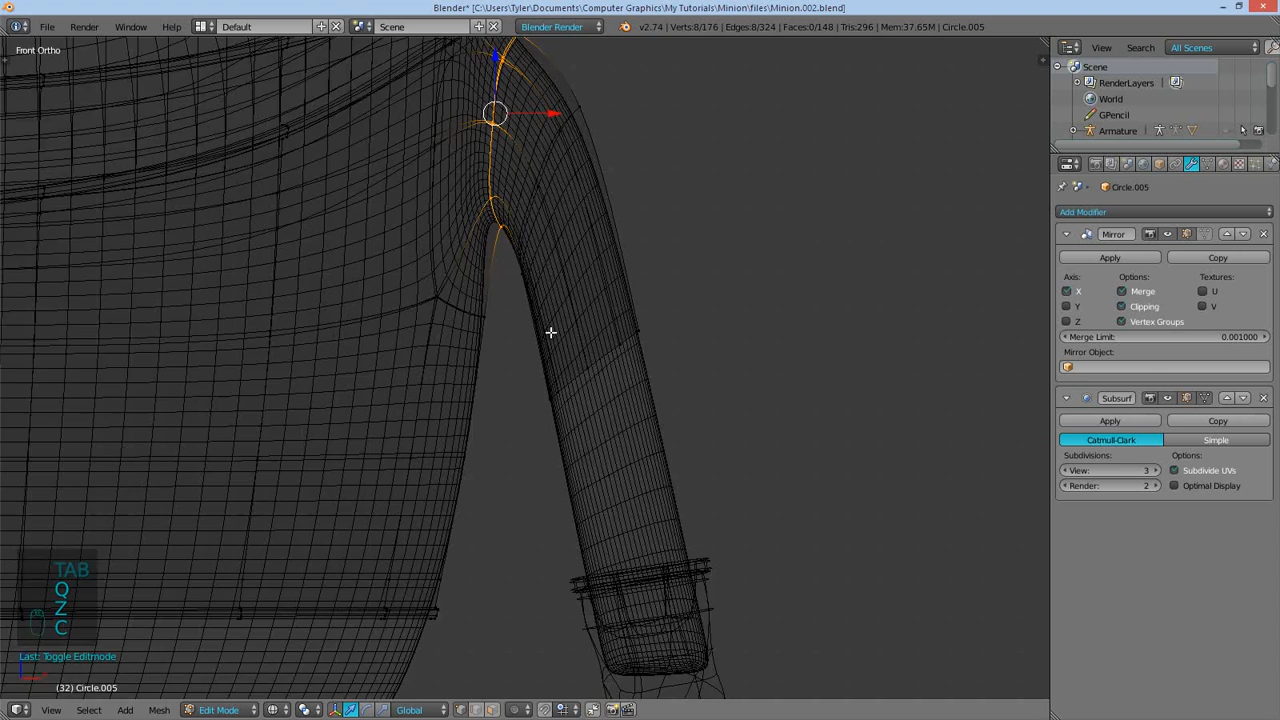 Blender* [C:\Users\Tyler\Documents\Computer Graphics\My Tutorials\Minion\files\Minion.002.blend]
File Render Window Help Default Scene Blender Render v2.74 | Verts:8/176 | Edges:8/324 | Faces:0/148 | Tris:296 | Mem:37.65M | Circle.005
Front Ortho
View Search All Scenes
Scene
RenderLayers
World
GPencil
Armature
Circle.005
Add Modifier
Mirror
Apply Copy
Axis: Options: Textures:
X Merge U
Y Clipping V
Z Vertex Groups
Merge Limit: 0.001000
Mirror Object:
Subsurf
Apply Copy
Catmull-Clark Simple
Subdivisions: Options:
View: 3 Subdivide UVs
Render: 2 Optimal Display
TAB
Q
Z
C
Last: Toggle Editmode
(32) Circle.005
View Select Add Mesh Edit Mode Global